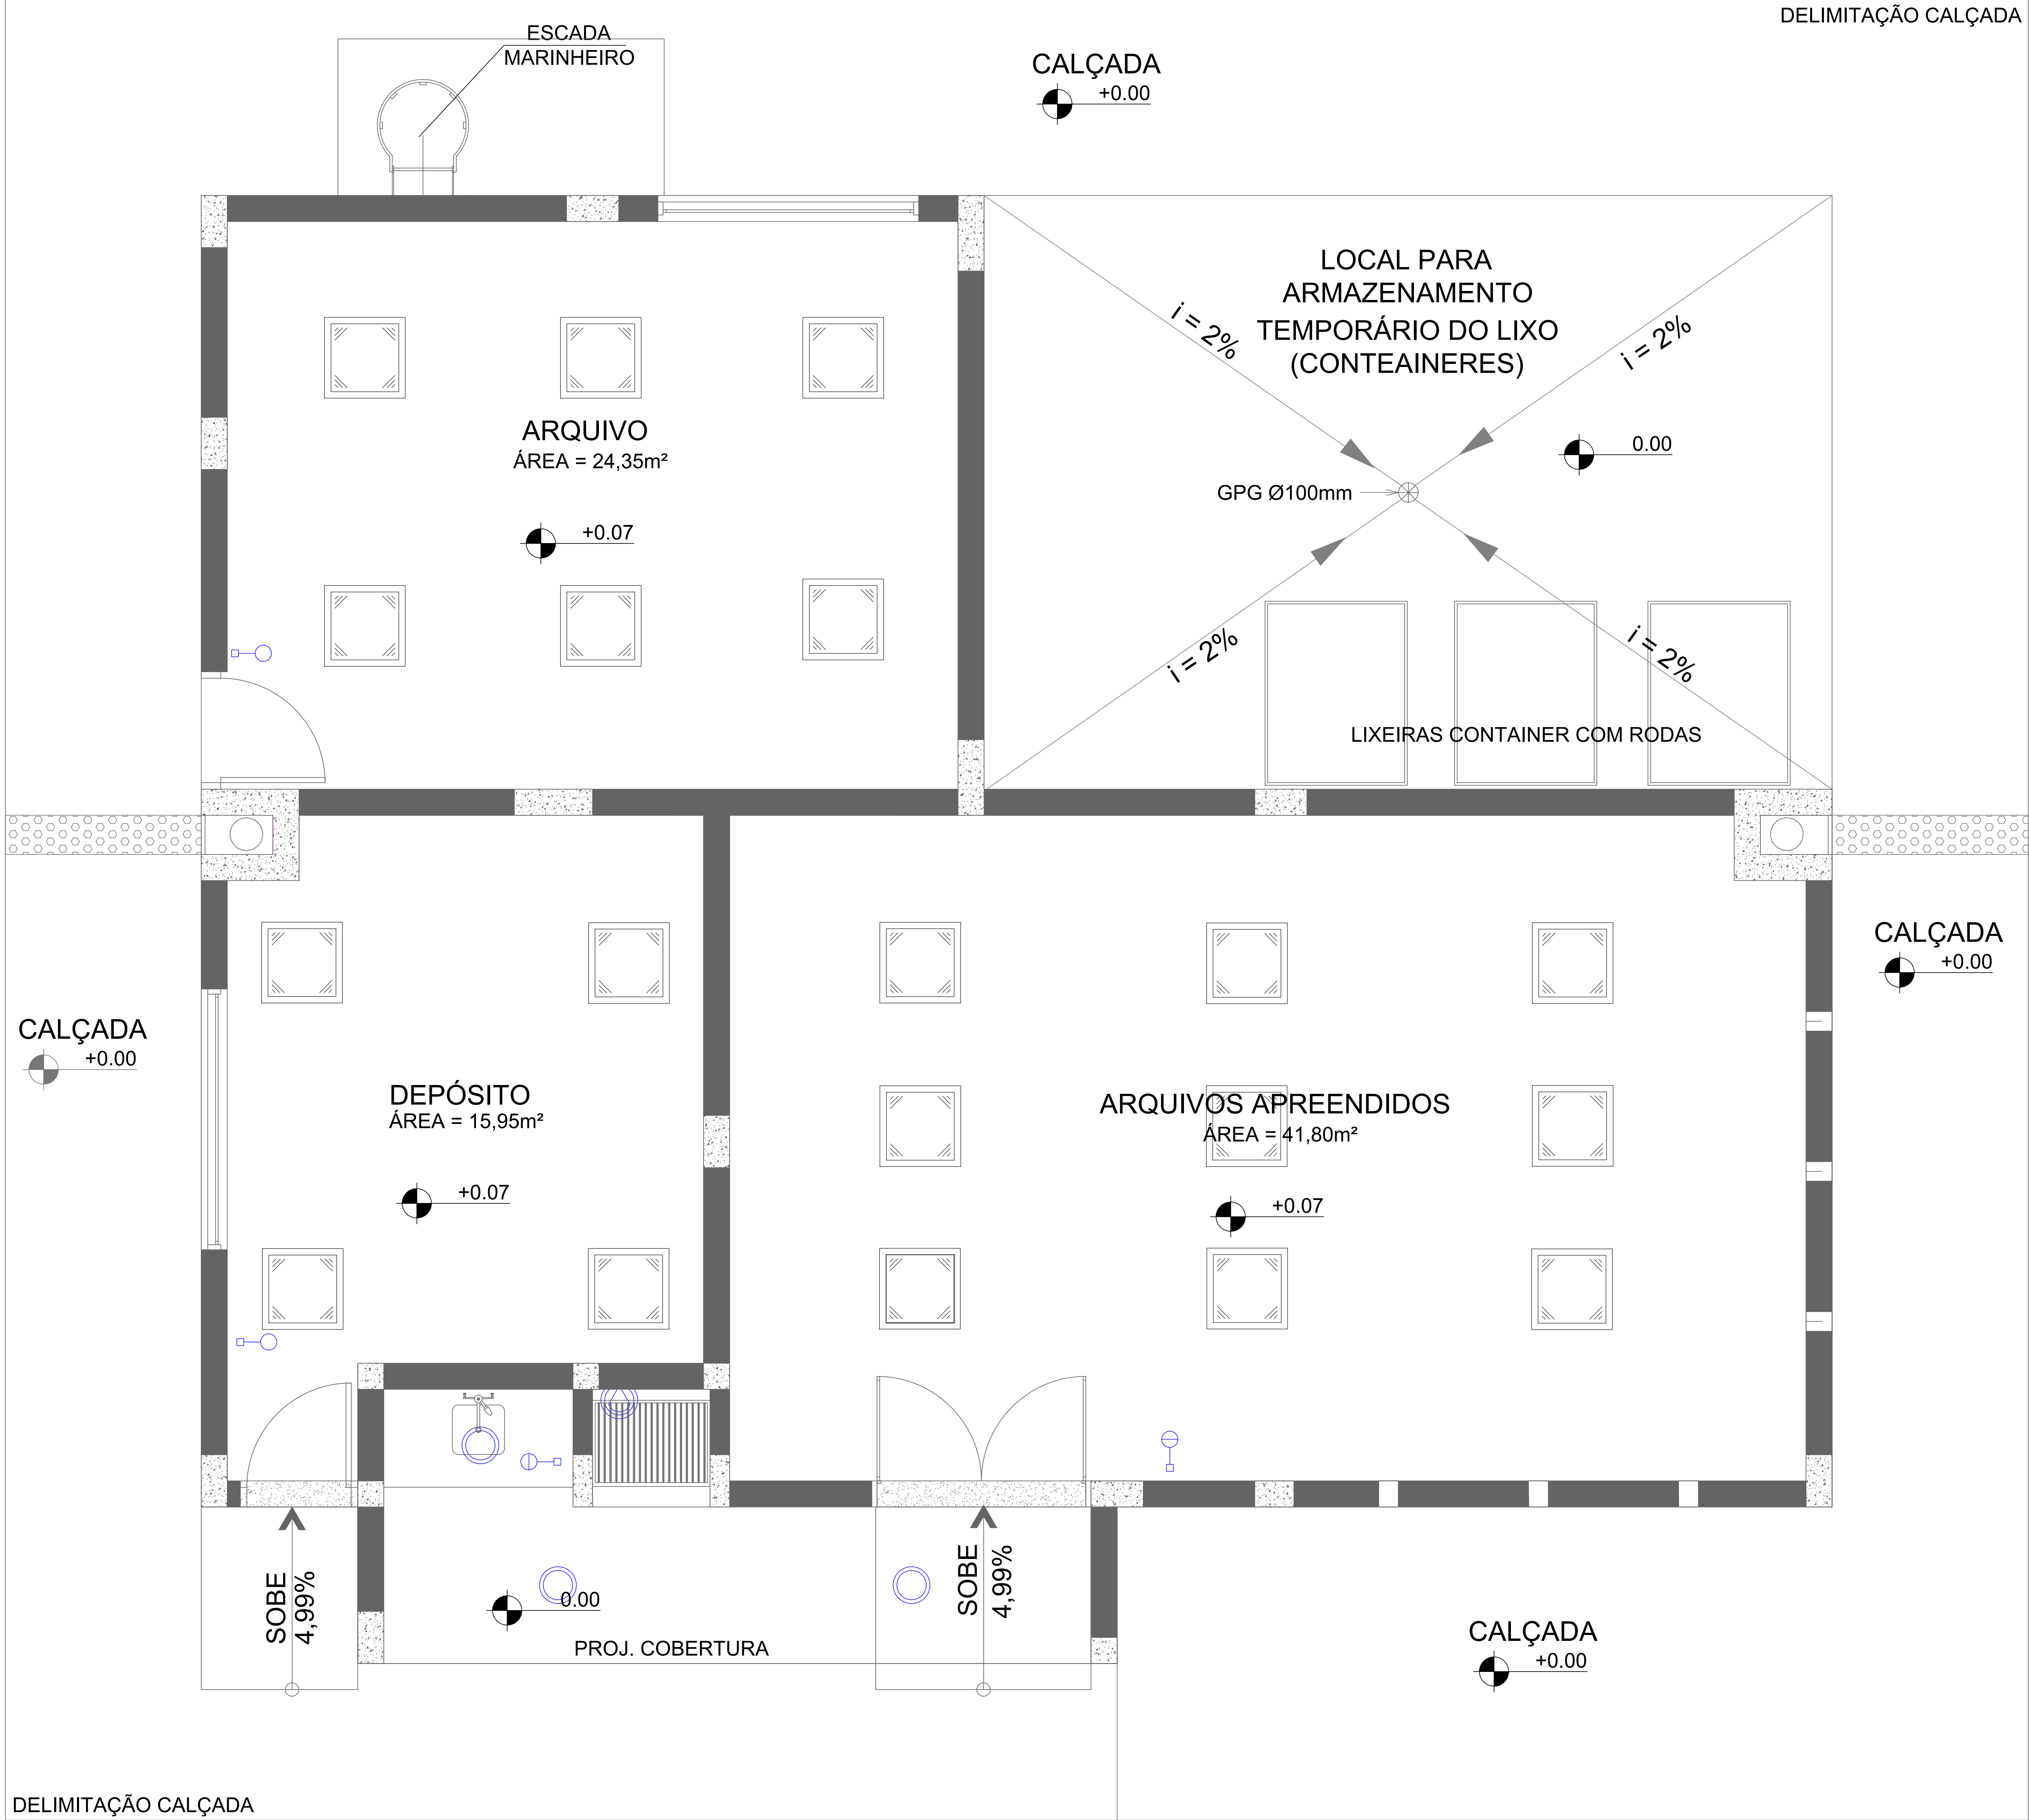 DELIMITAÇÃO CALÇADA
ESCADA
MARINHEIRO
CALÇADA
+0.00
LOCAL PARA
ARMAZENAMENTO
TEMPORÁRIO DO LIXO
(CONTEAINERES)
i = 2%
i = 2%
ARQUIVO
ÁREA = 24,35m²
+0.07
0.00
GPG Ø100mm
i = 2%
i = 2%
LIXEIRAS CONTAINER COM RODAS
CALÇADA
+0.00
CALÇADA
+0.00
DEPÓSITO
ÁREA = 15,95m²
+0.07
ARQUIVOS APREENDIDOS
ÁREA = 41,80m²
+0.07
SOBE
4,99%
0.00
PROJ. COBERTURA
SOBE
4,99%
CALÇADA
+0.00
DELIMITAÇÃO CALÇADA